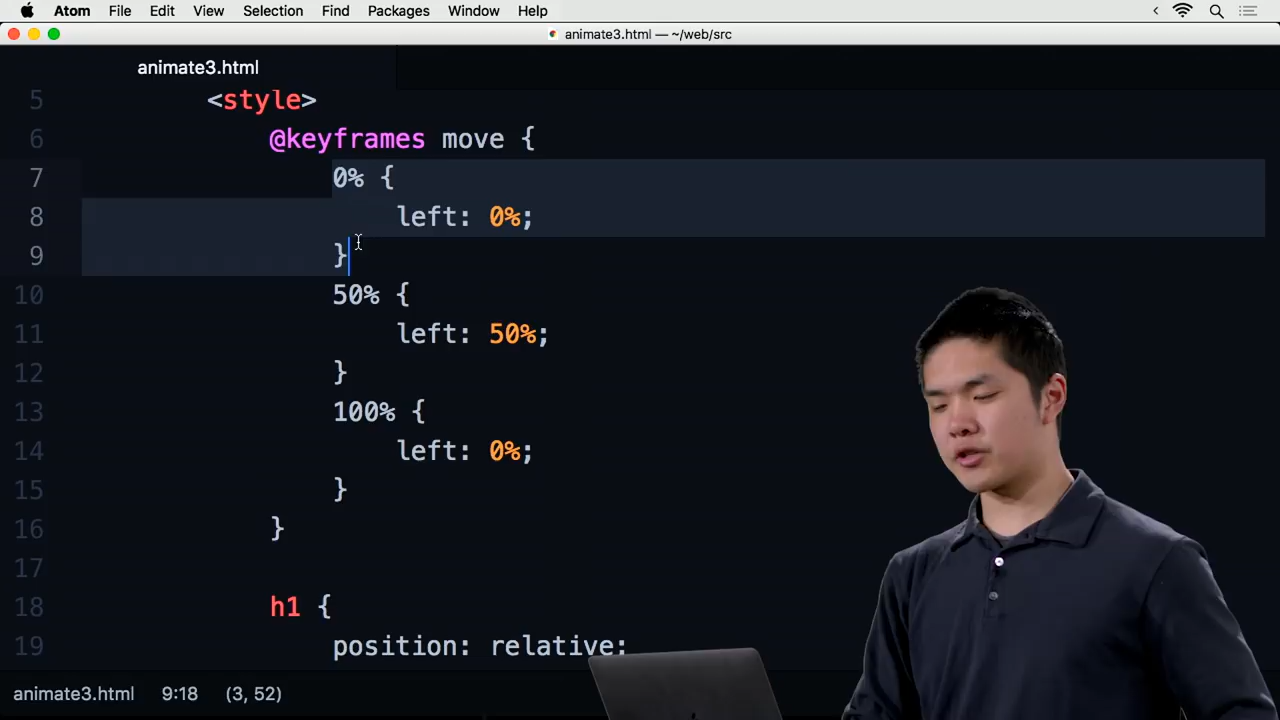 Atom File Edit View Selection Find Packages Window Help
animate3.html — ~/web/src
animate3.html
5 <style>
6 @keyframes move {
7 0% {
8 left: 0%;
9 }
10 50% {
11 left: 50%;
12 }
13 100% {
14 left: 0%;
15 }
16 }
17
18 h1 {
19 position: relative;
animate3.html 9:18 (3, 52)